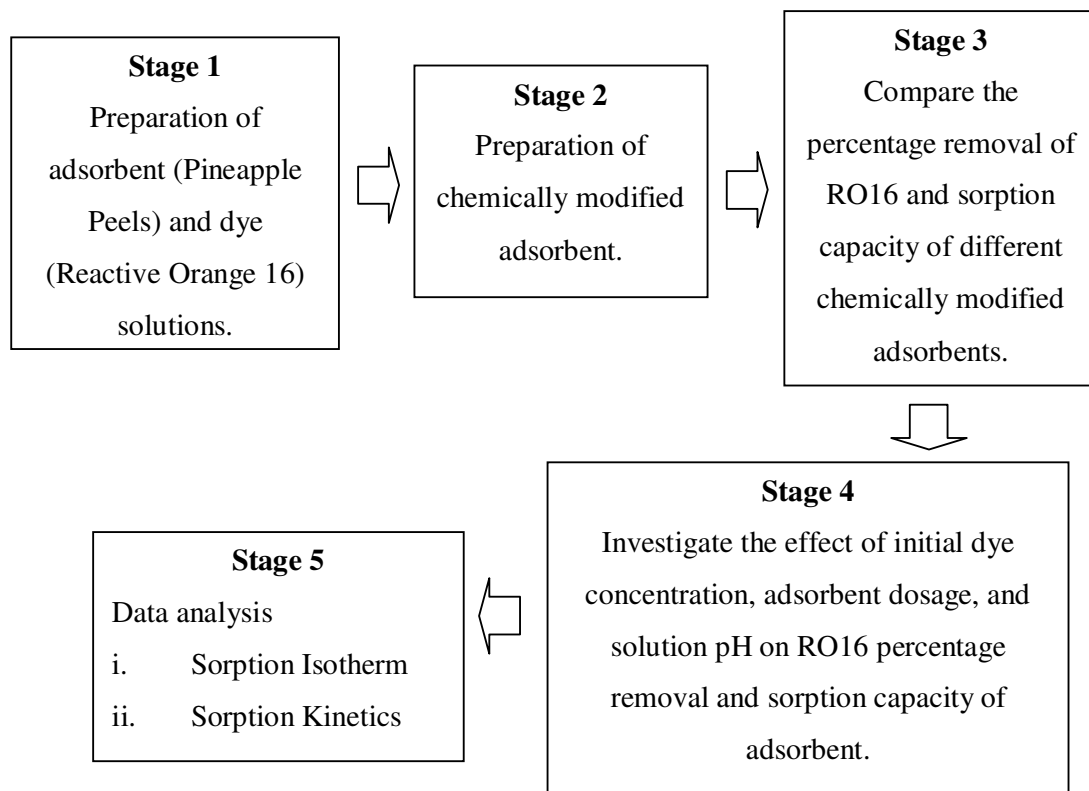 Stage 1
Preparation of
adsorbent (Pineapple
Peels) and dye
(Reactive Orange 16)
solutions.
Stage 2
Preparation of
chemically modified
adsorbent.
Stage 3
Compare the
percentage removal of
RO16 and sorption
capacity of different
chemically modified
adsorbents.
Stage 4
Investigate the effect of initial dye
concentration, adsorbent dosage, and
solution pH on RO16 percentage
removal and sorption capacity of
adsorbent.
Stage 5
Data analysis
i. Sorption Isotherm
ii. Sorption Kinetics